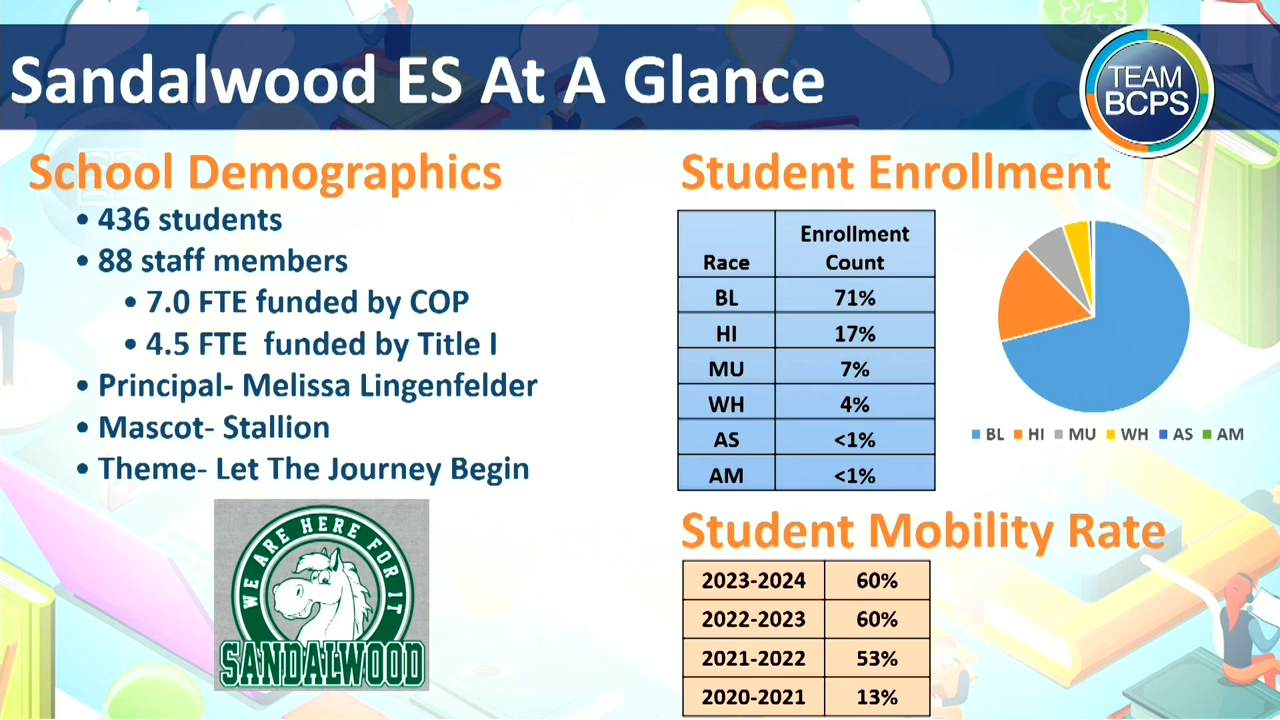 Sandalwood ES At A Glance
TEAM
BCPS
School Demographics
• 436 students
• 88 staff members
• 7.0 FTE funded by COP
• 4.5 FTE  funded by Title I
• Principal- Melissa Lingenfelder
• Mascot- Stallion
• Theme- Let The Journey Begin
WE ARE HERE FOR IT
SANDALWOOD
Student Enrollment
Race Enrollment Count
BL 71%
HI 17%
MU 7%
WH 4%
AS <1%
AM <1%
BL HI MU WH AS AM
Student Mobility Rate
2023-2024 60%
2022-2023 60%
2021-2022 53%
2020-2021 13%